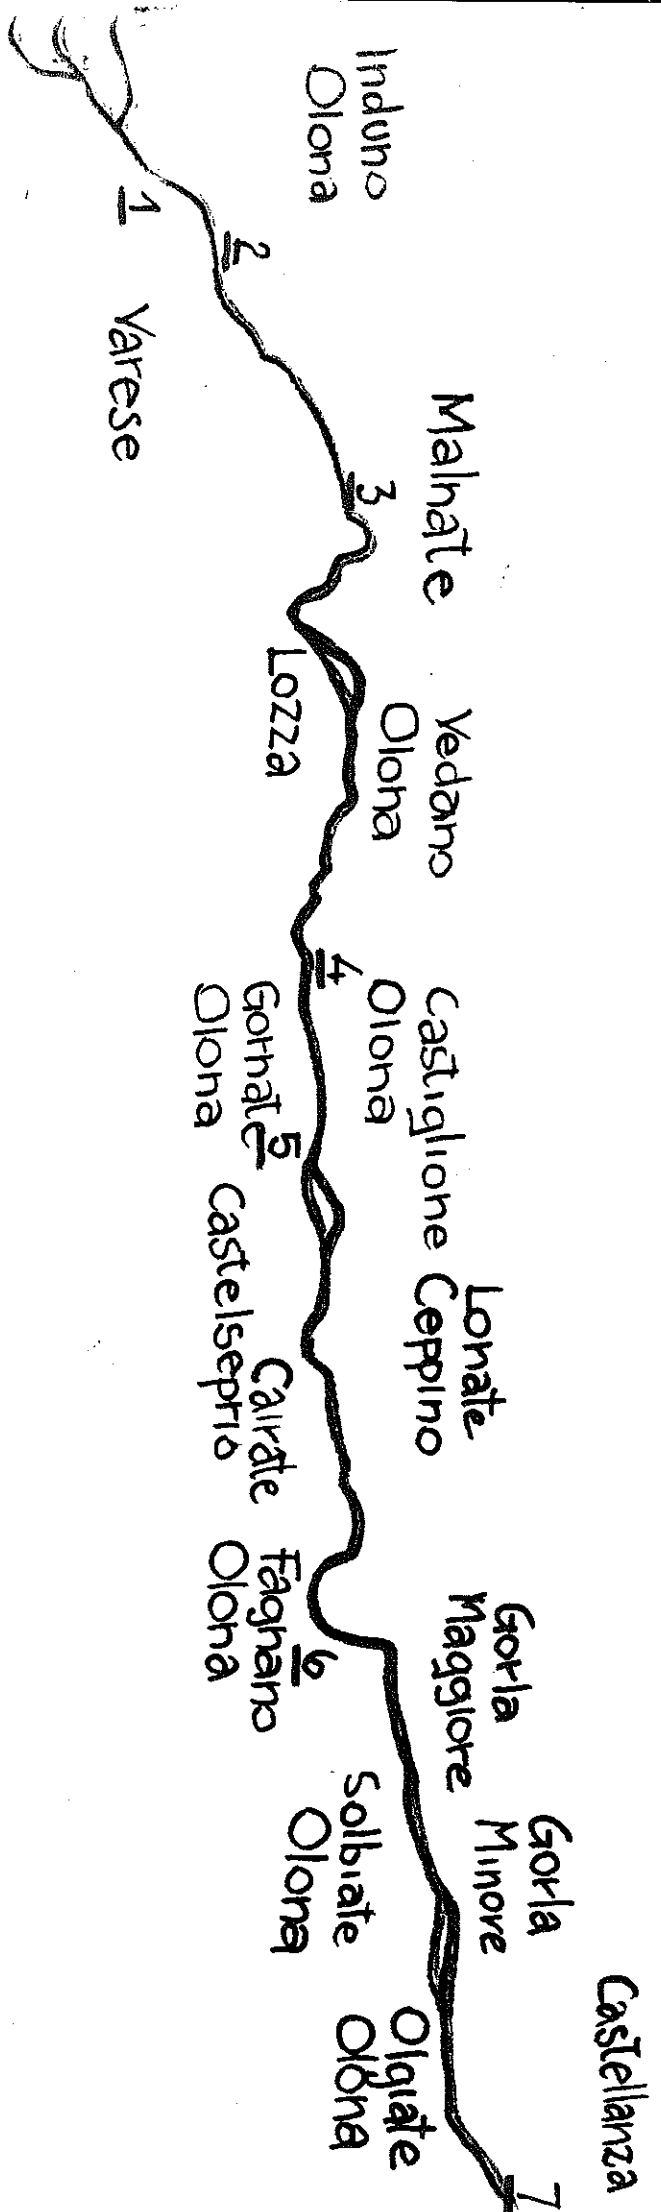 Induno
Olona
1
2
Varese
Malnate
3
Lozza
Vedano
Olona
4
Castiglione
Olona
Gornate
Olona
5
Castelseprio
Lonate
Ceppino
Cairate
Fagnano
Olona
6
Gorla
Maggiore
Solbiate
Olona
Gorla
Minore
Olgiate
Olona
Castellanza
7